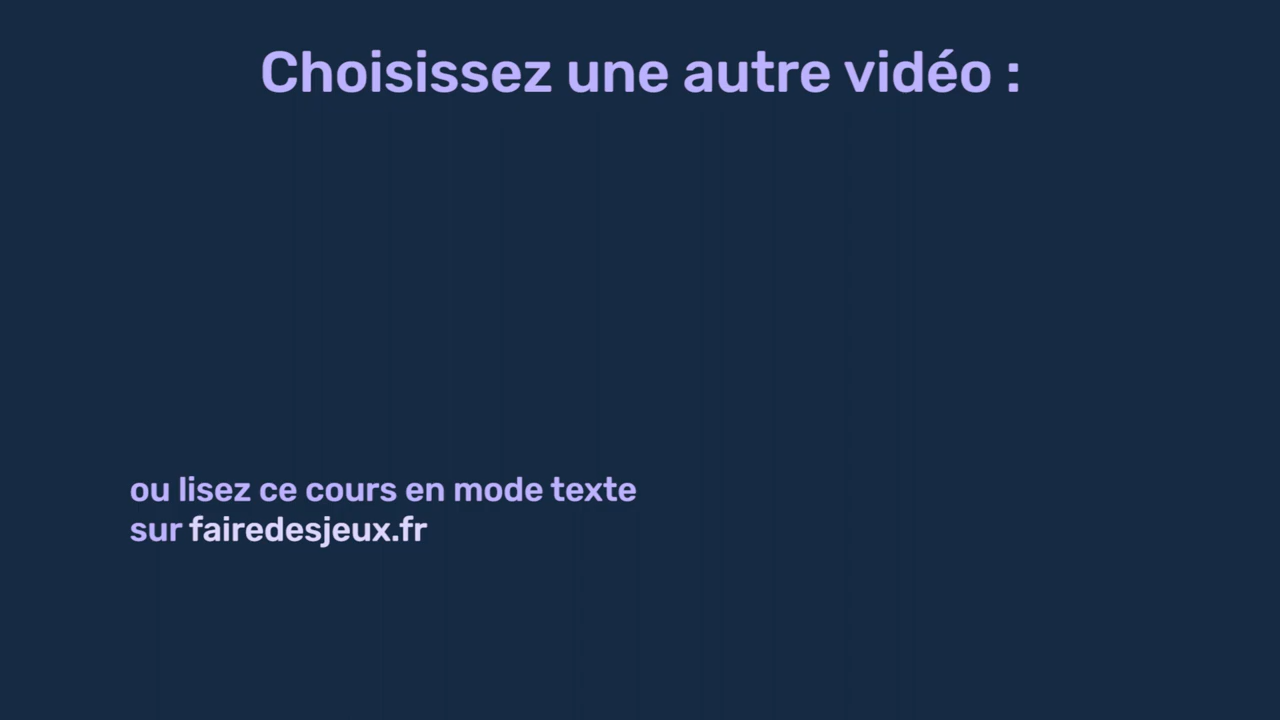 Choisissez une autre vidéo :
ou lisez ce cours en mode texte
sur fairedesjeux.fr